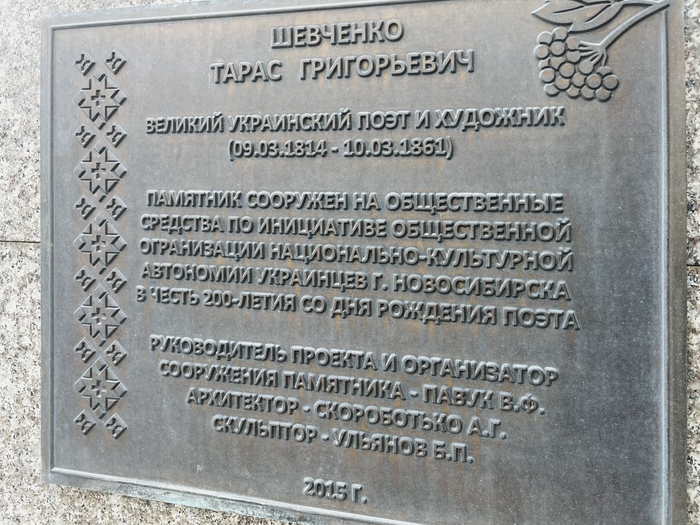 ШЕВЧЕНКО
ТАРАС ГРИГОРЬЕВИЧ
ВЕЛИКИЙ УКРАИНСКИЙ ПОЭТ И ХУДОЖНИК
(09.03.1814 - 10.03.1861)
ПАМЯТНИК СООРУЖЕН НА ОБЩЕСТВЕННЫЕ
СРЕДСТВА ПО ИНИЦИАТИВЕ ОБЩЕСТВЕННОЙ
ОГРАНИЗАЦИИ НАЦИОНАЛЬНО-КУЛЬТУРНОЙ
АВТОНОМИИ УКРАИНЦЕВ Г. НОВОСИБИРСКА
В ЧЕСТЬ 200-ЛЕТИЯ СО ДНЯ РОЖДЕНИЯ ПОЭТА
РУКОВОДИТЕЛЬ ПРОЕКТА И ОРГАНИЗАТОР
СООРУЖЕНИЯ ПАМЯТНИКА - ПАВУК В.Ф.
АРХИТЕКТОР - СКОРОБОТЬКО А.Г.
СКУЛЬПТОР - УЛЬЯНОВ Б.П.
2015 Г.